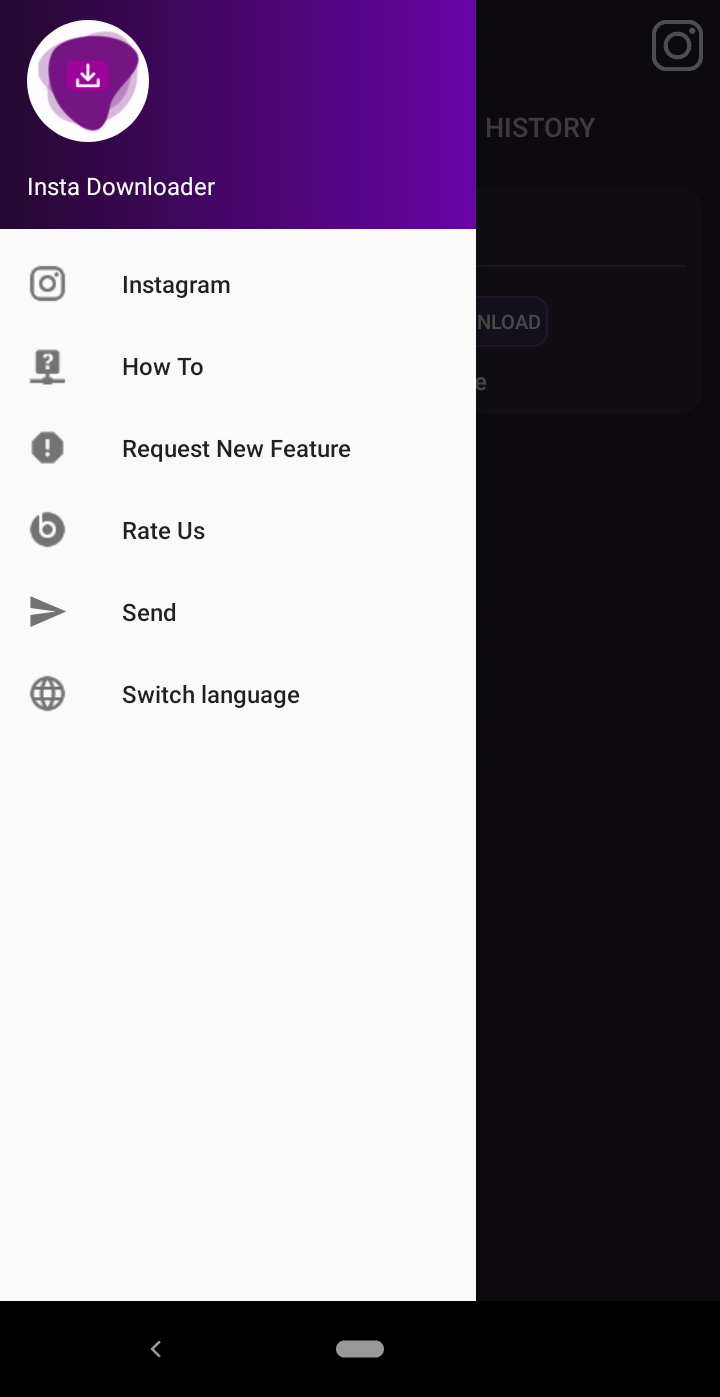 Insta Downloader
HISTORY
NLOAD
e
Instagram
How To
Request New Feature
Rate Us
Send
Switch language